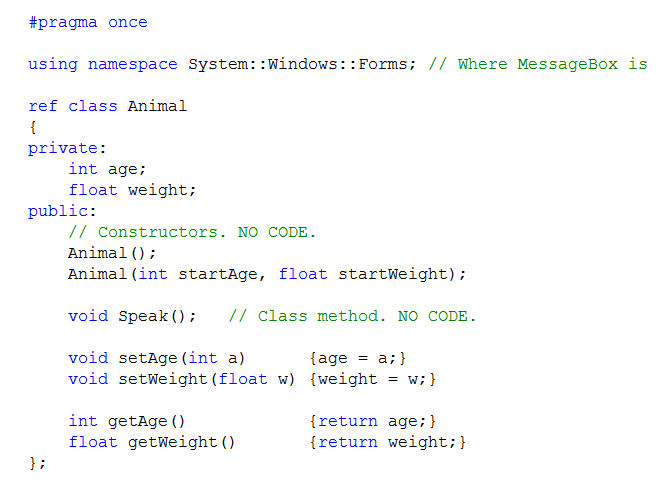 #pragma once
using namespace System::Windows::Forms; // Where MessageBox is
ref class Animal
{
private:
    int age;
    float weight;
public:
    // Constructors. NO CODE.
    Animal();
    Animal(int startAge, float startWeight);
    void Speak();   // Class method. NO CODE.
    void setAge(int a)      {age = a;}
    void setWeight(float w) {weight = w;}
    int getAge()            {return age;}
    float getWeight()       {return weight;}
};